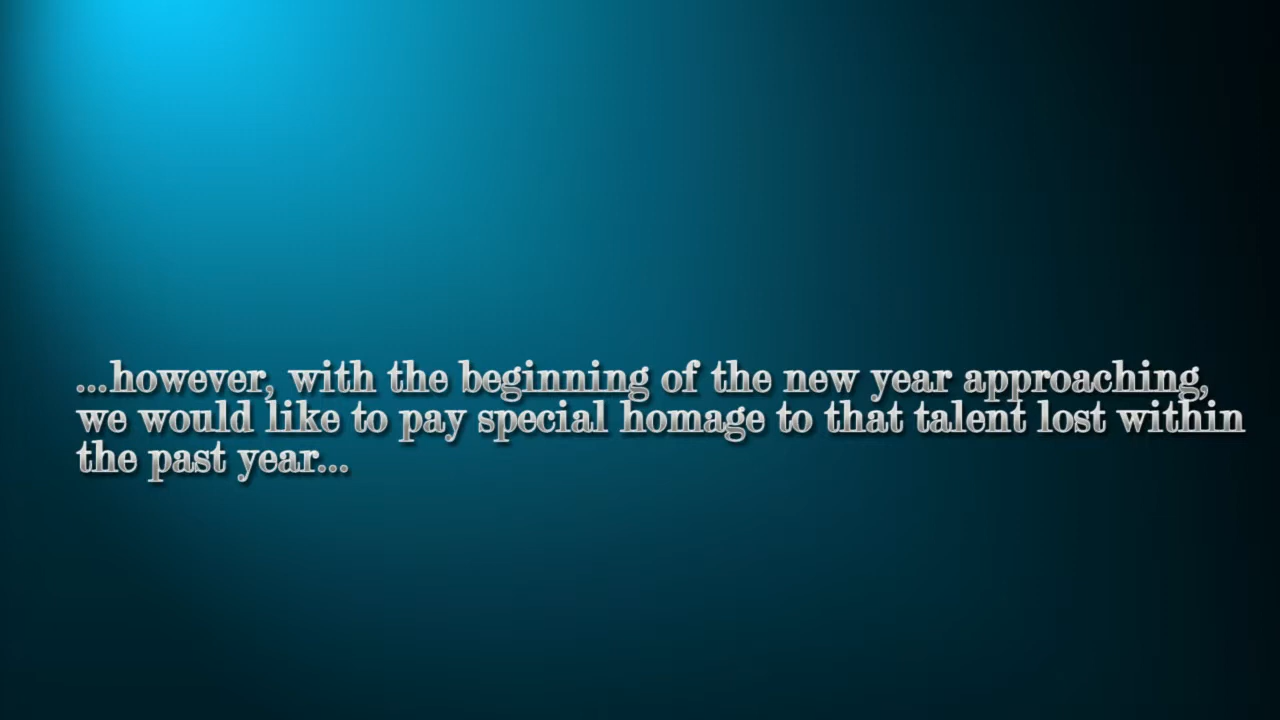 ...however, with the beginning of the new year approaching,
we would like to pay special homage to that talent lost within
the past year...